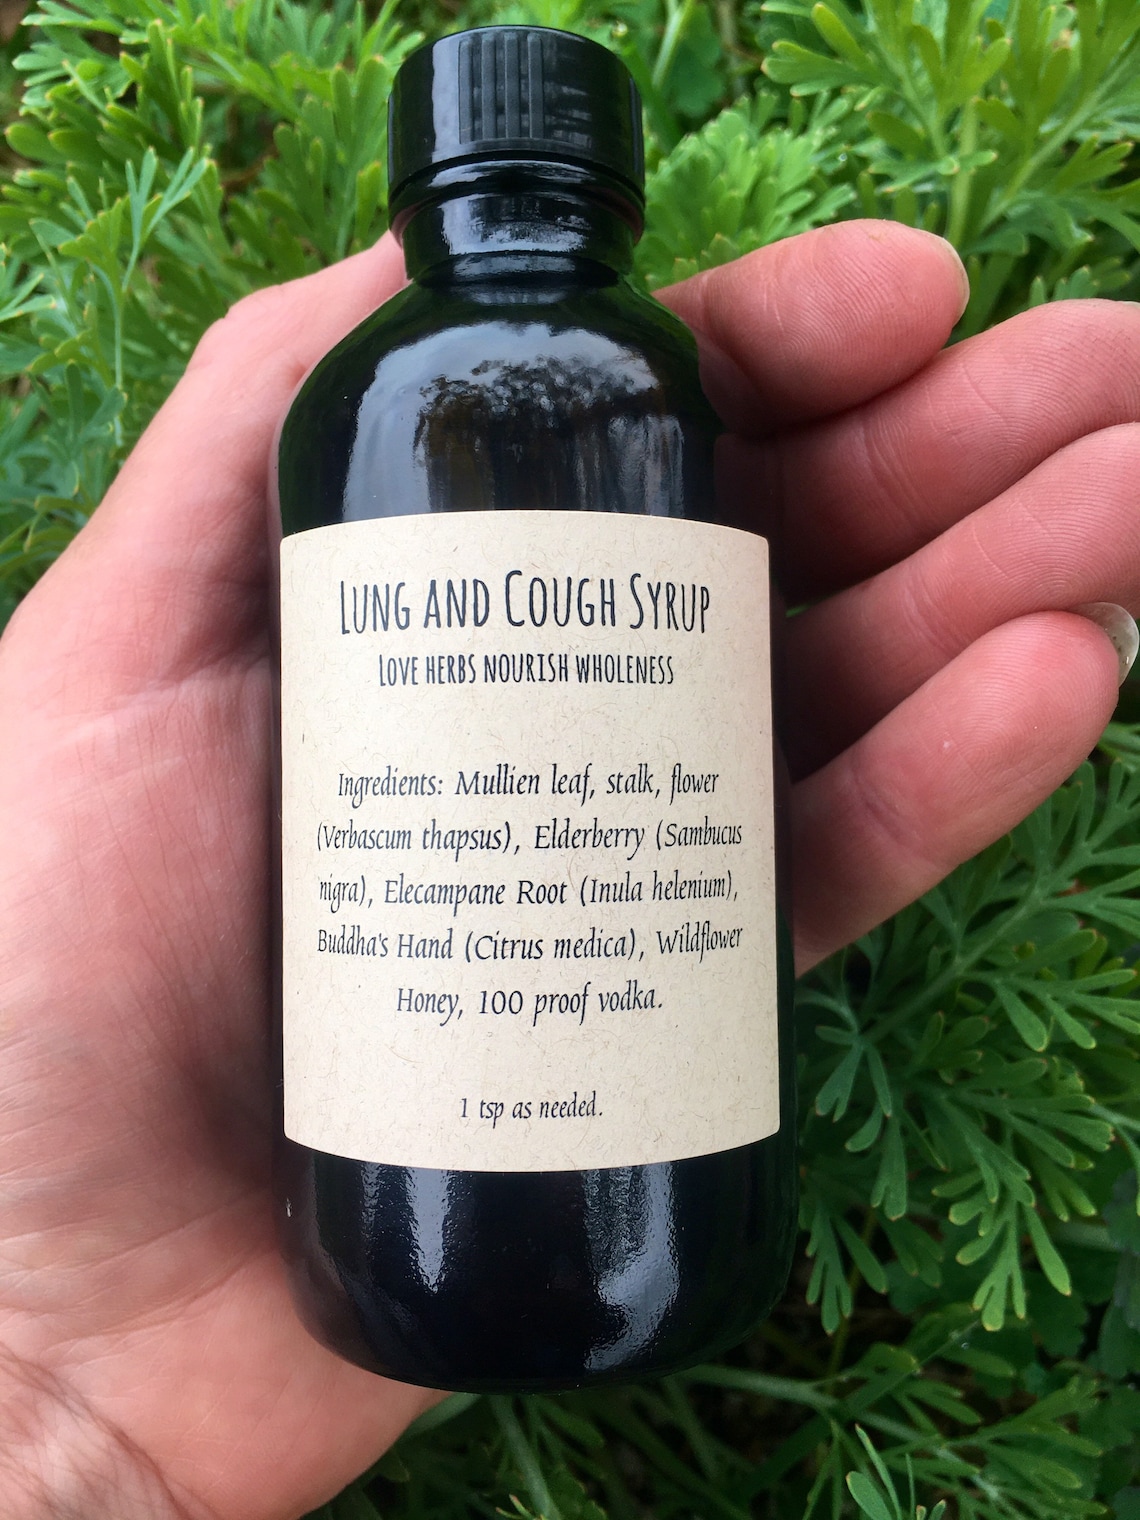 Lung and Cough Syrup
Love herbs nourish wholeness
Ingredients: Mullien leaf, stalk, flower
(Verbascum thapsus), Elderberry (Sambucus
nigra), Elecampane Root (Inula helenium),
Buddha's Hand (Citrus medica), Wildflower
Honey, 100 proof vodka.
1 tsp as needed.